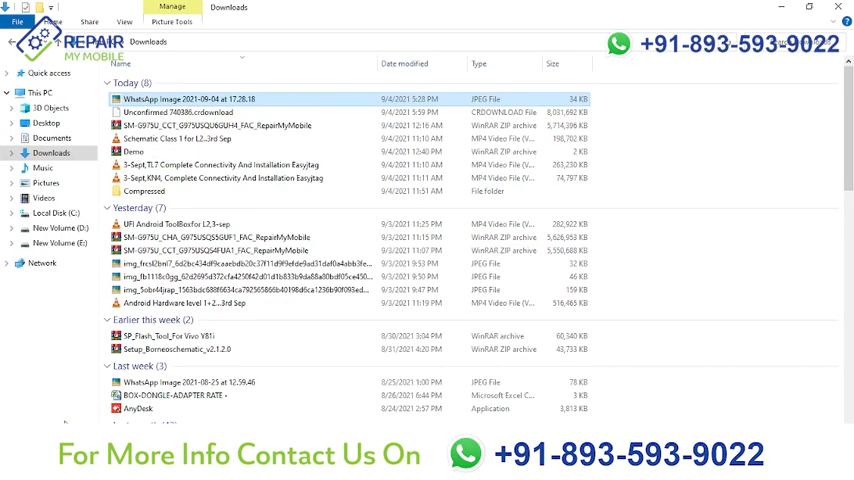 Manage
Downloads
File
Home
Share
View
Picture Tools
REPAIR
MY MOBILE
Downloads
+91-893-593-9022
Name
Date modified
Type
Size
Quick access
This PC
3D Objects
Desktop
Documents
Downloads
Music
Pictures
Videos
Local Disk (C:)
New Volume (D:)
New Volume (E:)
Network
Today (8)
WhatsApp Image 2021-09-04 at 17.28.18 9/4/2021 5:28 PM JPEG File 34 KB
Unconfirmed 740386.crdownload 9/4/2021 5:59 PM CRDOWNLOAD File 8,031,692 KB
SM-G975U_CCT_G975USQU6GUH4_FAC_RepairMyMobile 9/4/2021 12:16 AM WinRAR ZIP archive 5,714,396 KB
Schematic Class 1 for L2..3rd Sep 9/4/2021 11:10 AM MP4 Video File (V... 198,702 KB
Demo 9/4/2021 12:40 PM WinRAR ZIP archive 2 KB
3-Sept,TL7 Complete Connectivity And Installation Easyjtag 9/4/2021 11:10 AM MP4 Video File (V... 263,230 KB
3-Sept,KN4, Complete Connectivity And Installation Easyjtag 9/4/2021 11:11 AM MP4 Video File (V... 74,797 KB
Compressed 9/4/2021 11:51 AM File folder
Yesterday (7)
UFI Android ToolBoxfor L2,3-sep 9/3/2021 11:25 PM MP4 Video File (V... 282,922 KB
SM-G975U_CHA_G975USQS5GUF1_FAC_RepairMyMobile 9/3/2021 11:15 PM WinRAR ZIP archive 5,626,953 KB
SM-G975U_CCT_G975USQS4FUA1_FAC_RepairMyMobile 9/3/2021 11:07 PM WinRAR ZIP archive 5,550,688 KB
9/3/2021 9:53 PM JPEG File 32 KB
9/3/2021 9:50 PM JPEG File 46 KB
9/3/2021 9:47 PM JPEG File 159 KB
Android Hardware level 1+2...3rd Sep 9/3/2021 11:19 PM MP4 Video File (V... 516,465 KB
Earlier this week (2)
SP_Flash_Tool_For Vivo Y81i 8/30/2021 3:04 PM WinRAR archive 60,340 KB
Setup_Borneoschematic_v2.1.2.0 8/31/2021 4:20 PM WinRAR ZIP archive 43,733 KB
Last week (3)
WhatsApp Image 2021-08-25 at 12.59.46 8/25/2021 1:00 PM JPEG File 78 KB
BOX-DONGLE-ADAPTER RATE - 8/26/2021 6:44 PM Microsoft Excel C... 3 KB
AnyDesk 8/24/2021 2:57 PM Application 3,813 KB
For More Info Contact Us On +91-893-593-9022